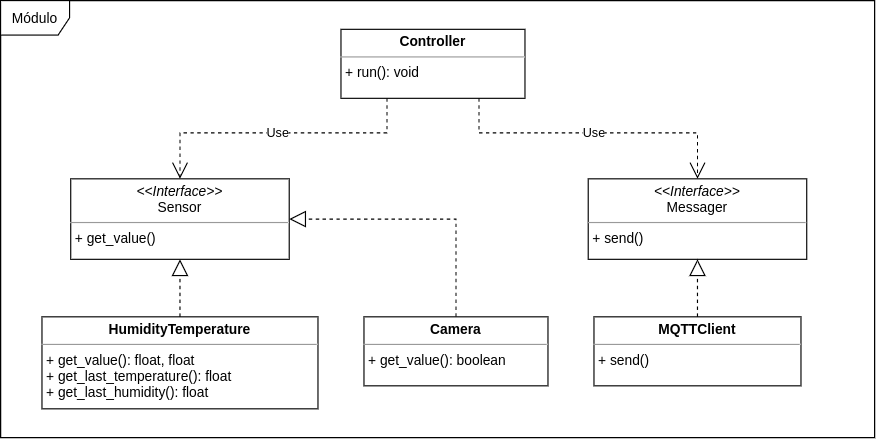 Módulo
Controller
+ run(): void
Use
Use
<<Interface>>
Sensor
+ get_value()
<<Interface>>
Messager
+ send()
HumidityTemperature
+ get_value(): float, float
+ get_last_temperature(): float
+ get_last_humidity(): float
Camera
+ get_value(): boolean
MQTTClient
+ send()